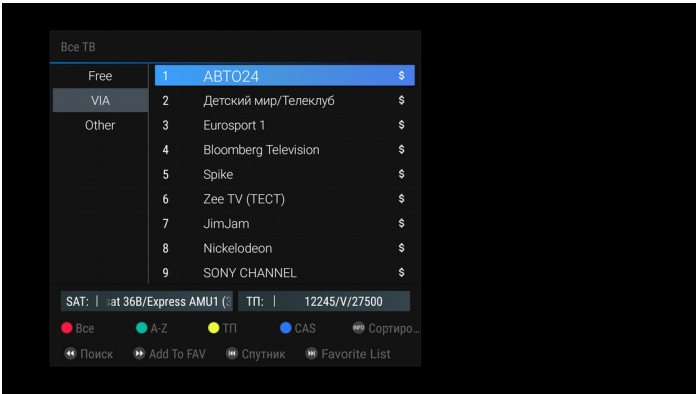 Все ТВ
Free
VIA
Other
1 АВТО24 $
2 Детский мир/Телеклуб $
3 Eurosport 1 $
4 Bloomberg Television $
5 Spike $
6 Zee TV (ТЕСТ) $
7 JimJam $
8 Nickelodeon $
9 SONY CHANNEL $
SAT: at 36B/Express AMU1 ( ТП: 12245/V/27500
Все A-Z ТП CAS INFO Сортиро...
Поиск Add To FAV Спутник Favorite List